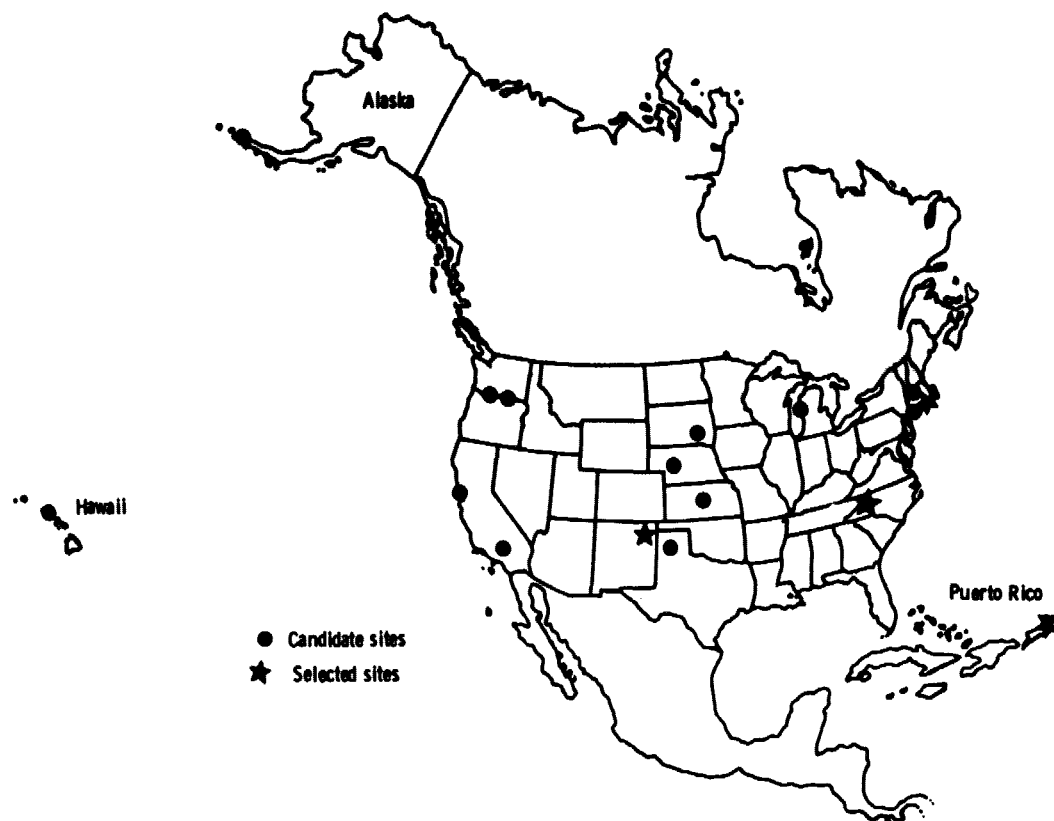 Alaska
Hawaii
Puerto Rico
Candidate sites
Selected sites